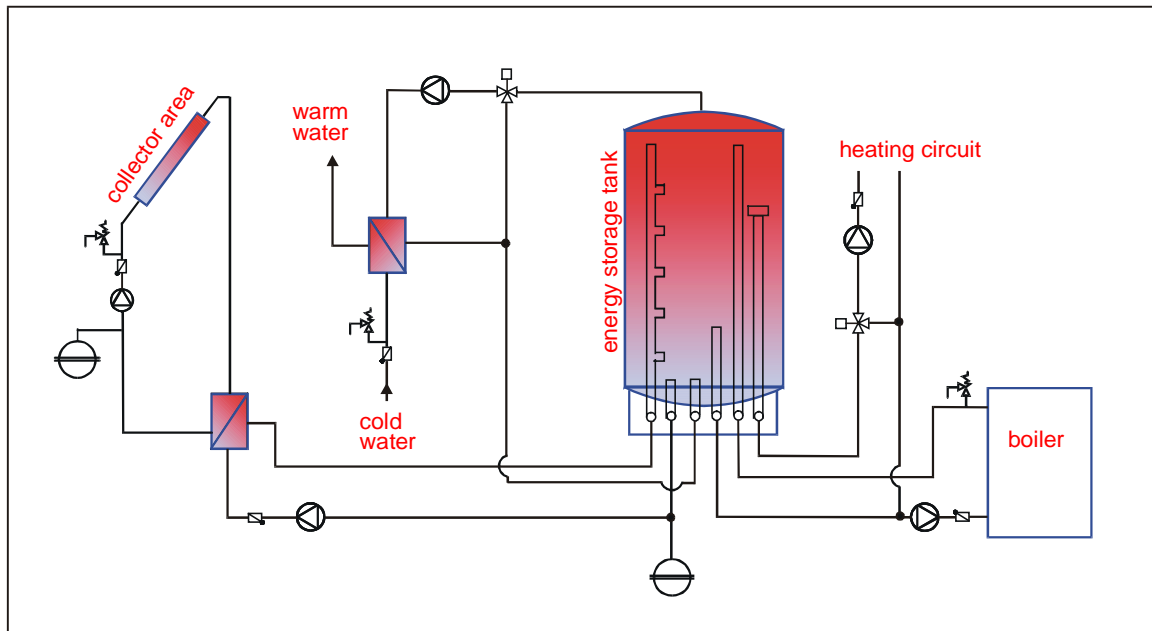 collector area
warm
water
cold
water
energy storage tank
heating circuit
boiler